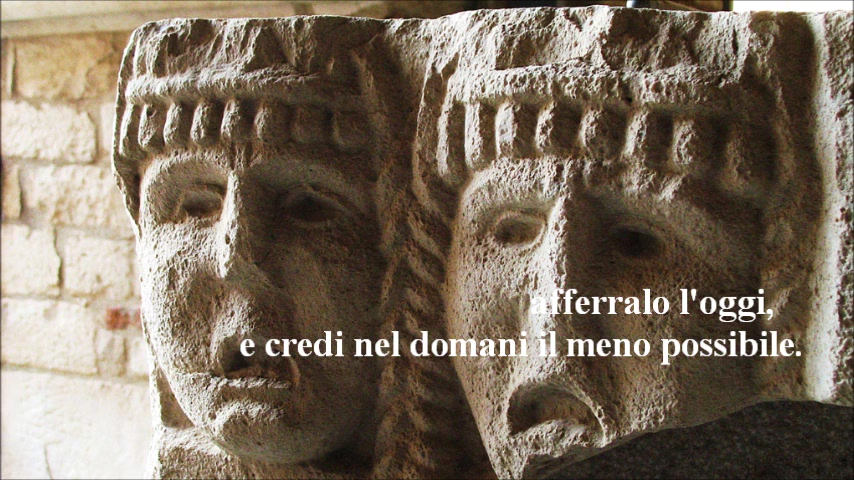 afferralo l'oggi,
e credi nel domani il meno possibile.